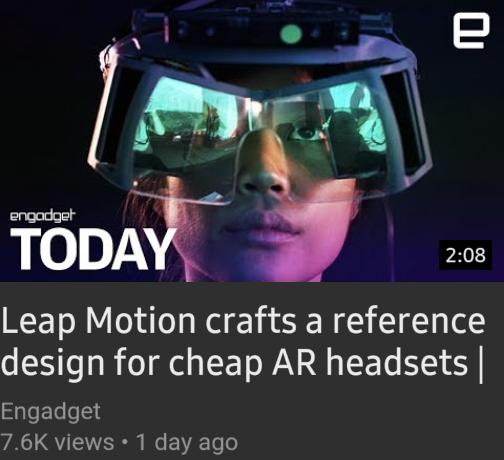 e
engadget
TODAY
2:08
Leap Motion crafts a reference
design for cheap AR headsets |
Engadget
7.6K views • 1 day ago